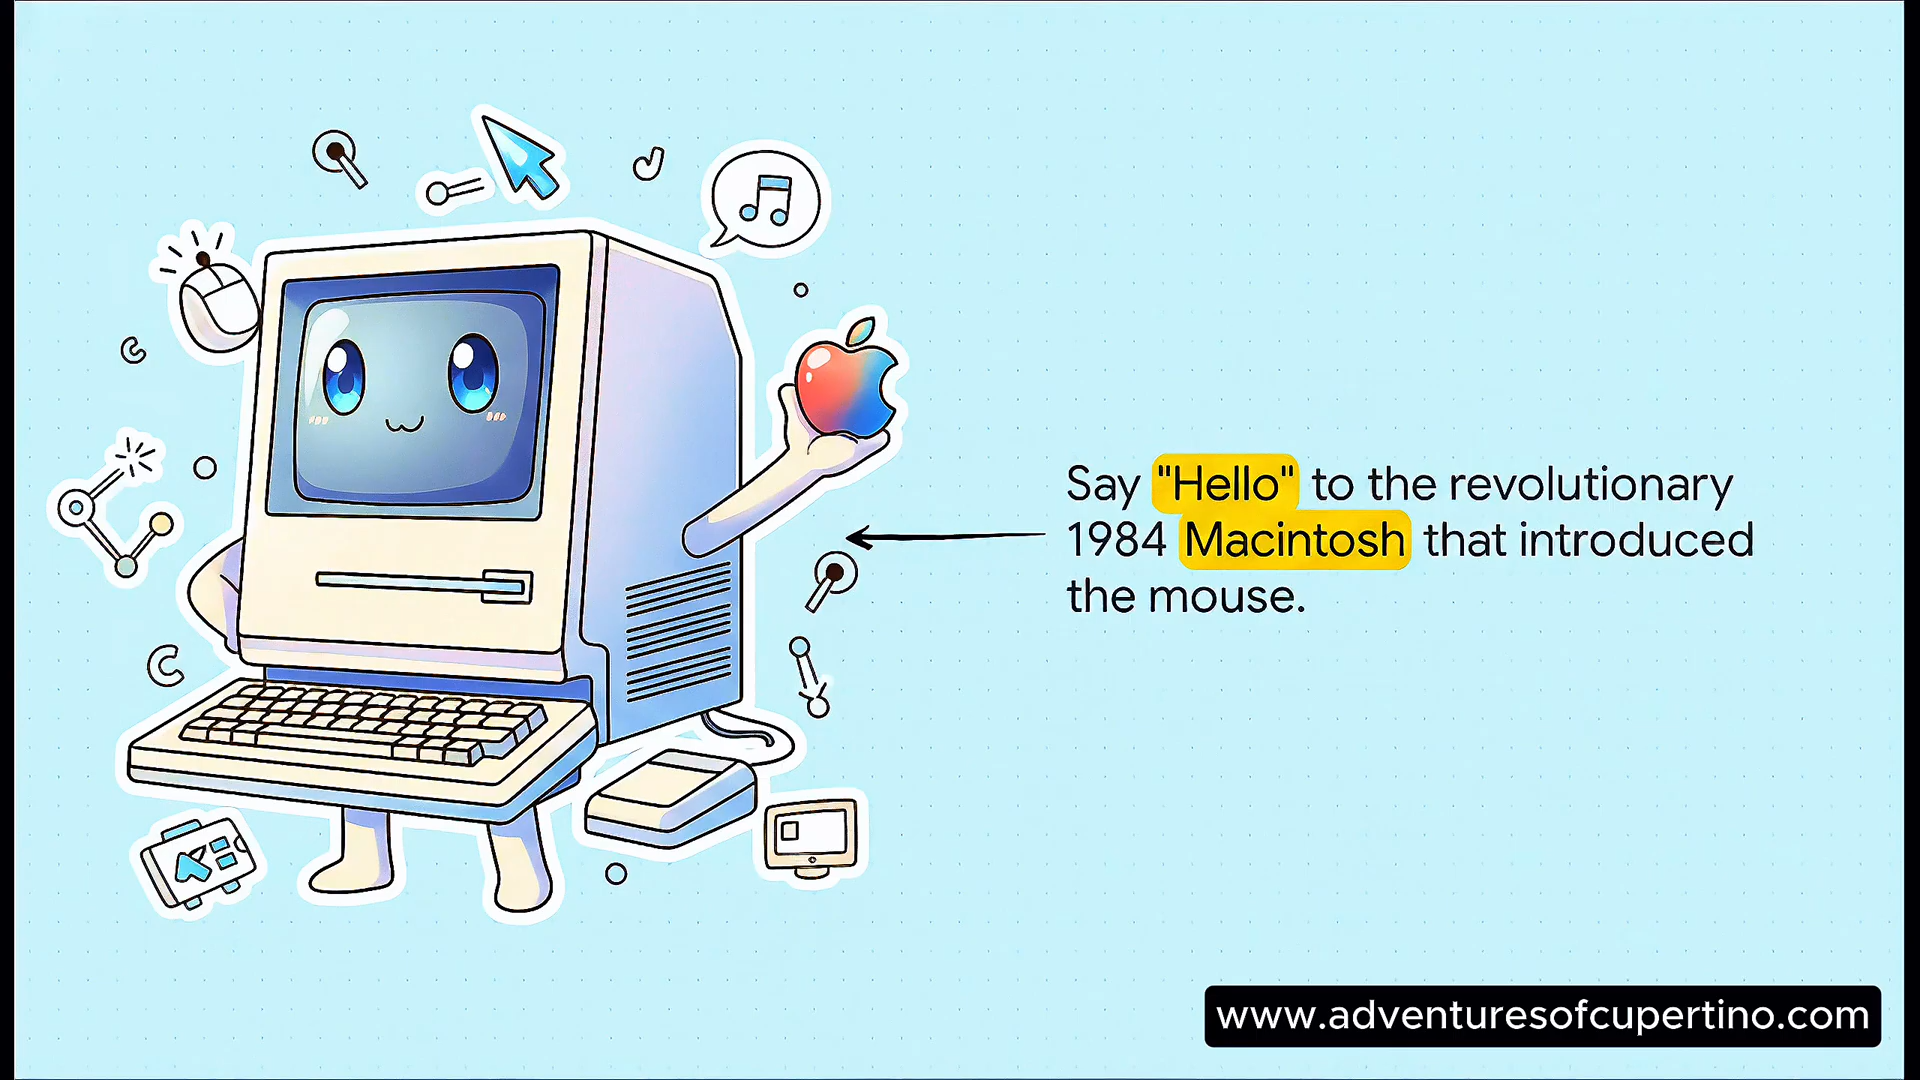 Say "Hello" to the revolutionary
1984 Macintosh that introduced
the mouse.
www.adventuresofcupertino.com